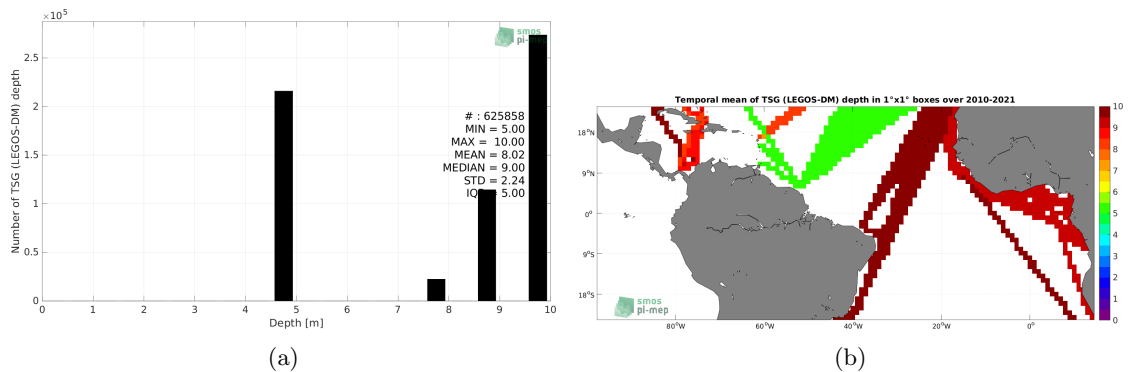 ×10⁵
smos
pi-mep
Number of TSG (LEGOS-DM) depth
2.5
2
1.5
1
0.5
0
# : 625858
MIN = 5.00
MAX = 10.00
MEAN = 8.02
MEDIAN = 9.00
STD = 2.24
= 5.00
0 1 2 3 4 5 6 7 8 9 10
Depth [m]
(a)
Temporal mean of TSG (LEGOS-DM) depth in 1°x1° boxes over 2010-2021
18°N
9°N
0°
9°S
18°S
80°W 60°W 40°W 20°W 0°
smos
pi-mep
10
9
8
7
6
5
4
3
2
1
0
(b)